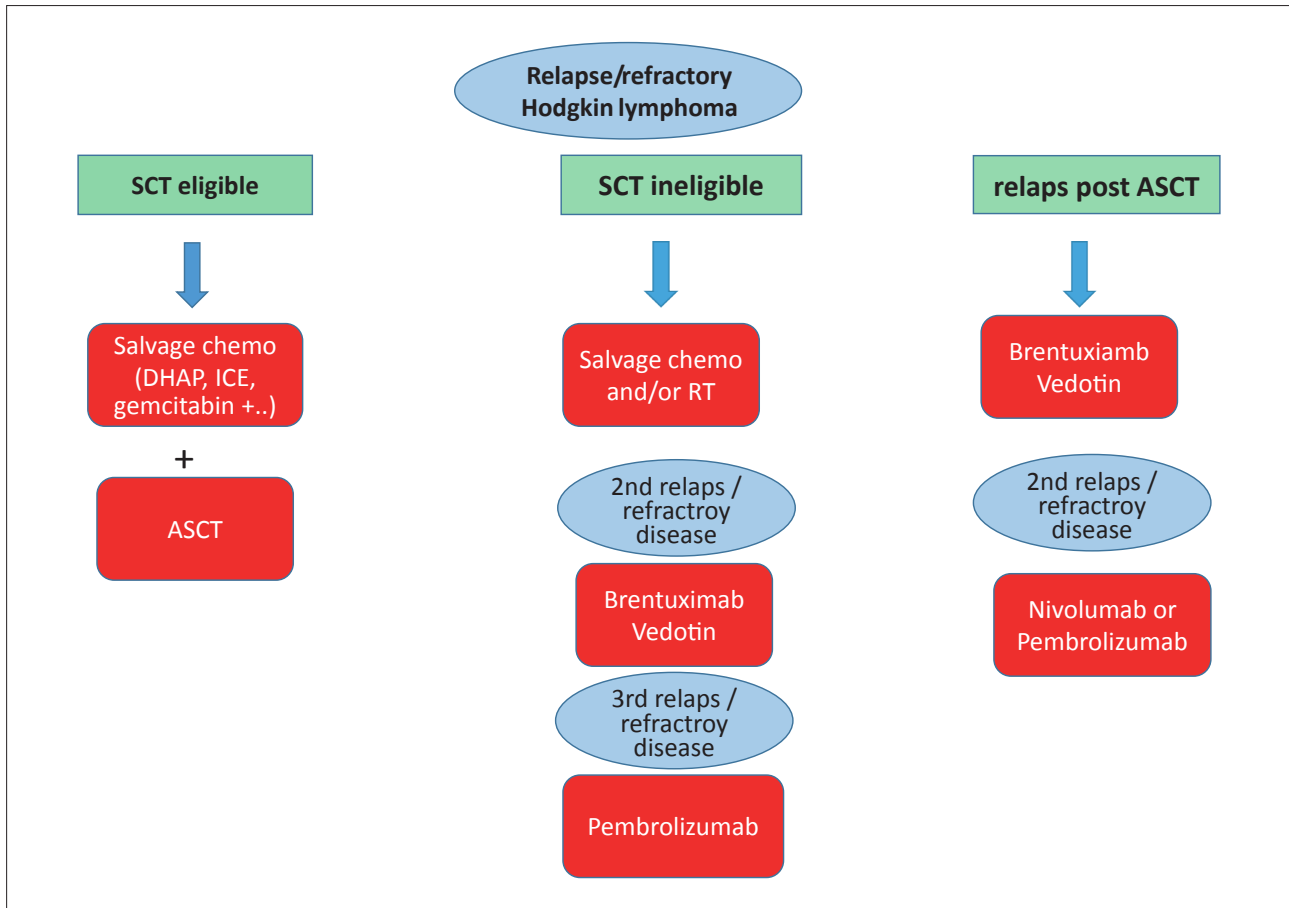 Relapse/refractory
Hodgkin lymphoma
SCT eligible
Salvage chemo
(DHAP, ICE,
gemcitabin +..)
+
ASCT
SCT ineligible
Salvage chemo
and/or RT
2nd relaps /
refractroy
disease
Brentuximab
Vedotin
3rd relaps /
refractroy
disease
Pembrolizumab
relaps post ASCT
Brentuxiamb
Vedotin
2nd relaps /
refractroy
disease
Nivolumab or
Pembrolizumab